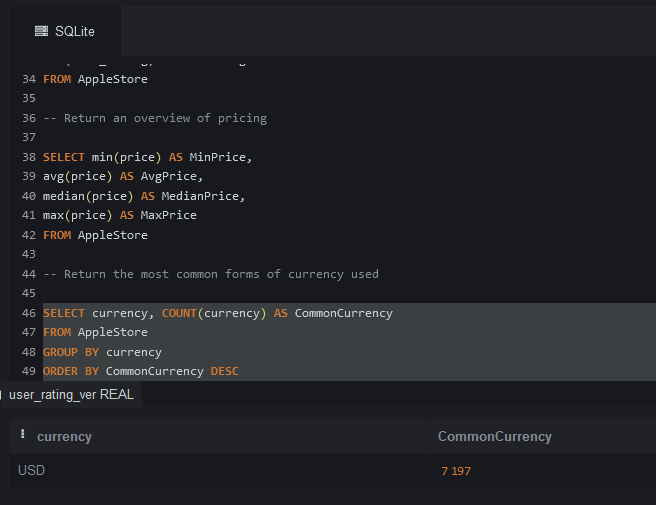 SQLite
34 FROM AppleStore
35
36 -- Return an overview of pricing
37
38 SELECT min(price) AS MinPrice,
39 avg(price) AS AvgPrice,
40 median(price) AS MedianPrice,
41 max(price) AS MaxPrice
42 FROM AppleStore
43
44 -- Return the most common forms of currency used
45
46 SELECT currency, COUNT(currency) AS CommonCurrency
47 FROM AppleStore
48 GROUP BY currency
49 ORDER BY CommonCurrency DESC
user_rating_ver REAL
currency CommonCurrency
USD 7 197